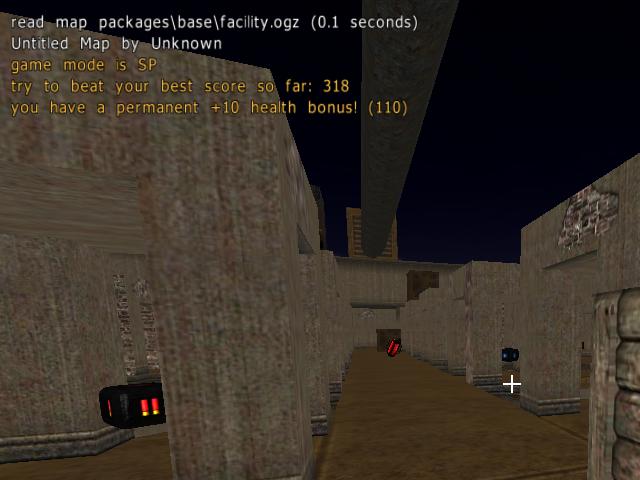 read map packages\base\facility.ogz (0.1 seconds)
Untitled Map by Unknown
game mode is SP
try to beat your best score so far: 318
you have a permanent +10 health bonus! (110)